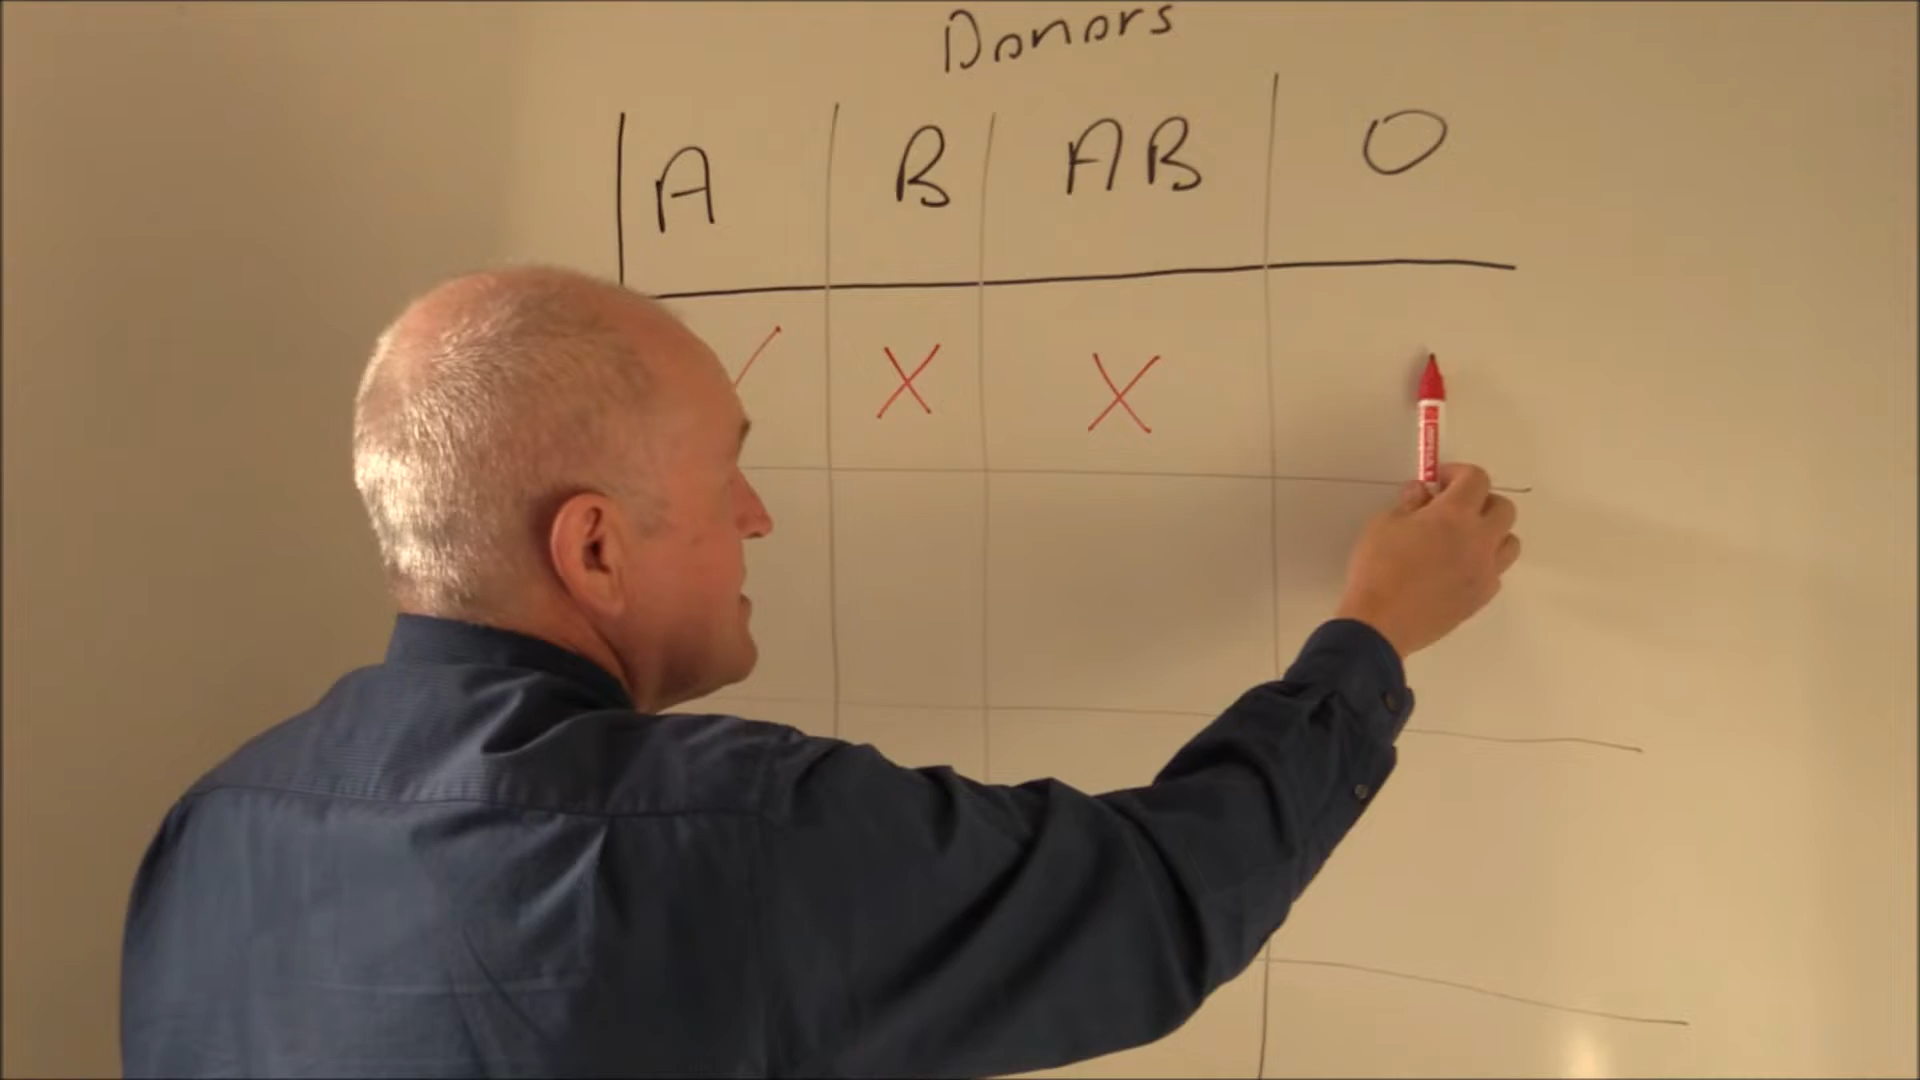 Donors
A B AB O
✓ X X